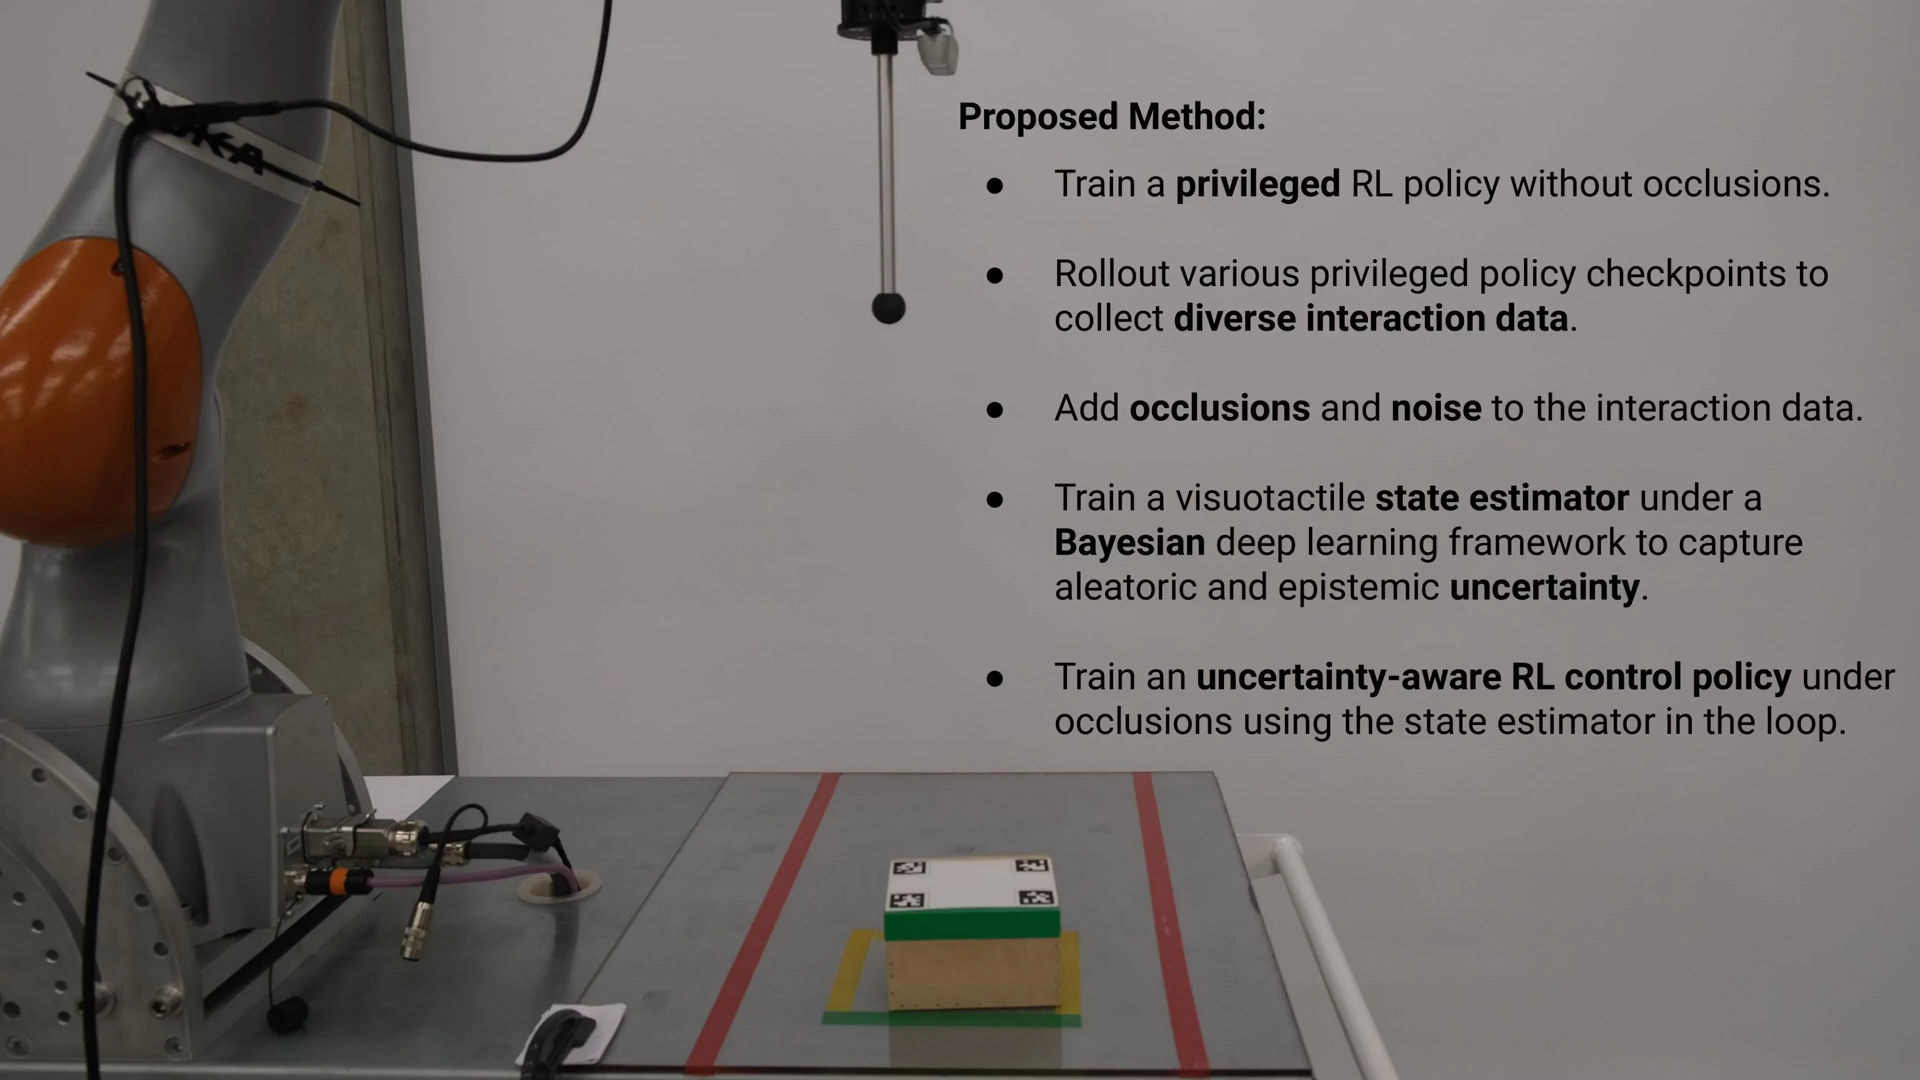 KA
Proposed Method:
● Train a privileged RL policy without occlusions.
● Rollout various privileged policy checkpoints to
collect diverse interaction data.
● Add occlusions and noise to the interaction data.
● Train a visuotactile state estimator under a
Bayesian deep learning framework to capture
aleatoric and epistemic uncertainty.
● Train an uncertainty-aware RL control policy under
occlusions using the state estimator in the loop.